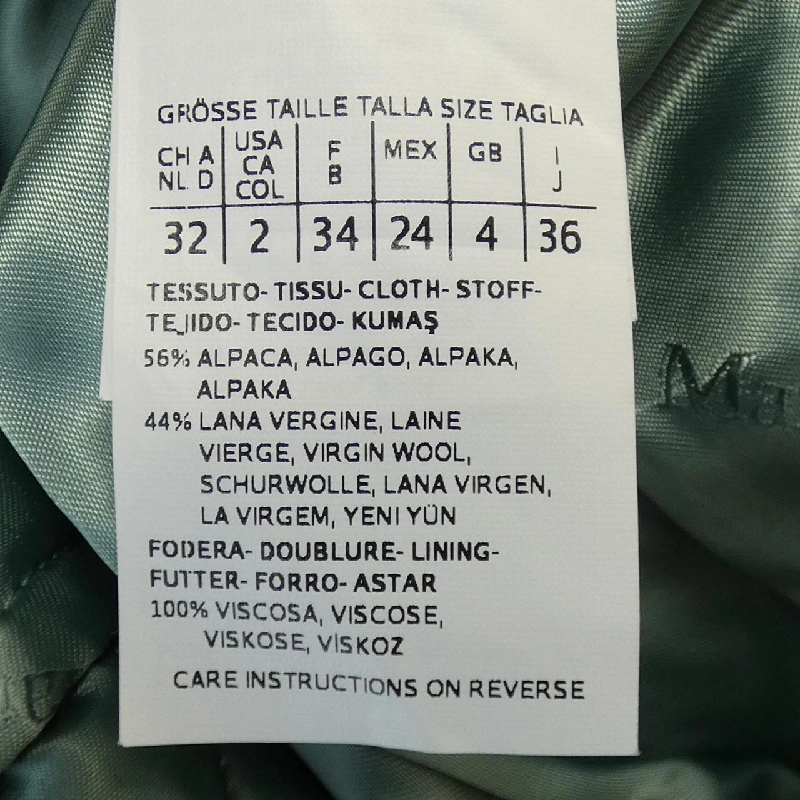 GRÖSSE TAILLE TALLA SIZE TAGLIA
CH A NL D | USA CA COL | F B | MEX | GB | I J
32 | 2 | 34 | 24 | 4 | 36
TESSUTO- TISSU- CLOTH- STOFF-
TEJIDO- TECIDO- KUMAŞ
56% ALPACA, ALPAGO, ALPAKA,
ALPAKA
44% LANA VERGINE, LAINE
VIERGE, VIRGIN WOOL,
SCHURWOLLE, LANA VIRGEN,
LA VIRGEM, YENI YÜN
FODERA- DOUBLURE- LINING-
FUTTER- FORRO- ASTAR
100% VISCOSA, VISCOSE,
VISKOSE, VISKOZ
CARE INSTRUCTIONS ON REVERSE